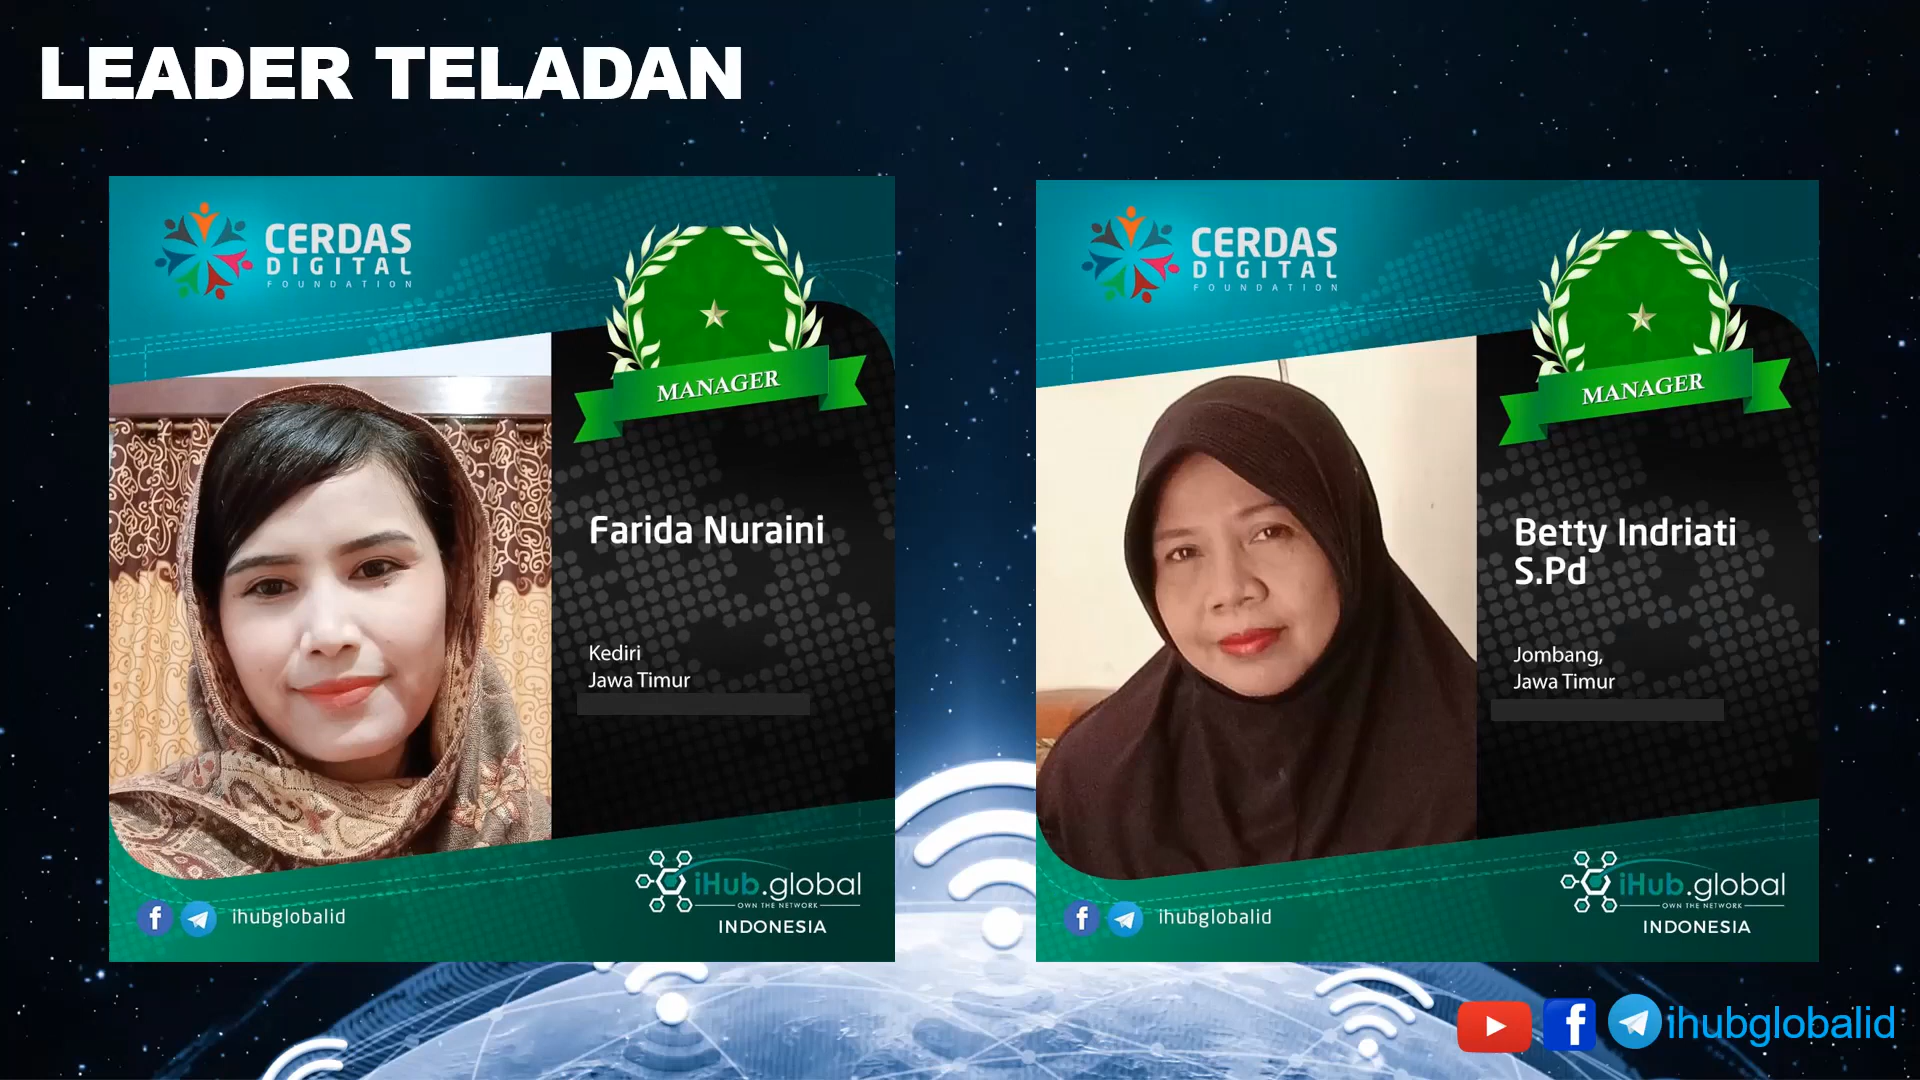 LEADER TELADAN
CERDAS
DIGITAL
FOUNDATION
MANAGER
Farida Nuraini
Kediri
Jawa Timur
iHub.global
OWN THE NETWORK
INDONESIA
ihubglobalid
CERDAS
DIGITAL
FOUNDATION
MANAGER
Betty Indriati
S.Pd
Jombang,
Jawa Timur
iHub.global
OWN THE NETWORK
INDONESIA
ihubglobalid
ihubglobalid